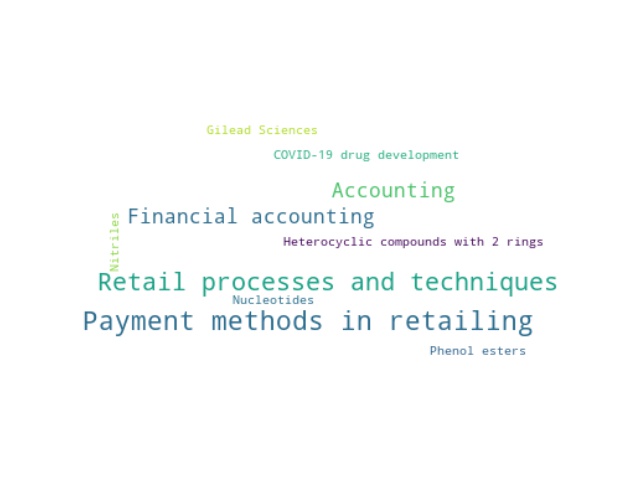 Gilead Sciences
COVID-19 drug development
Accounting
Financial accounting
Nitriles
Heterocyclic compounds with 2 rings
Retail processes and techniques
Nucleotides
Payment methods in retailing
Phenol esters